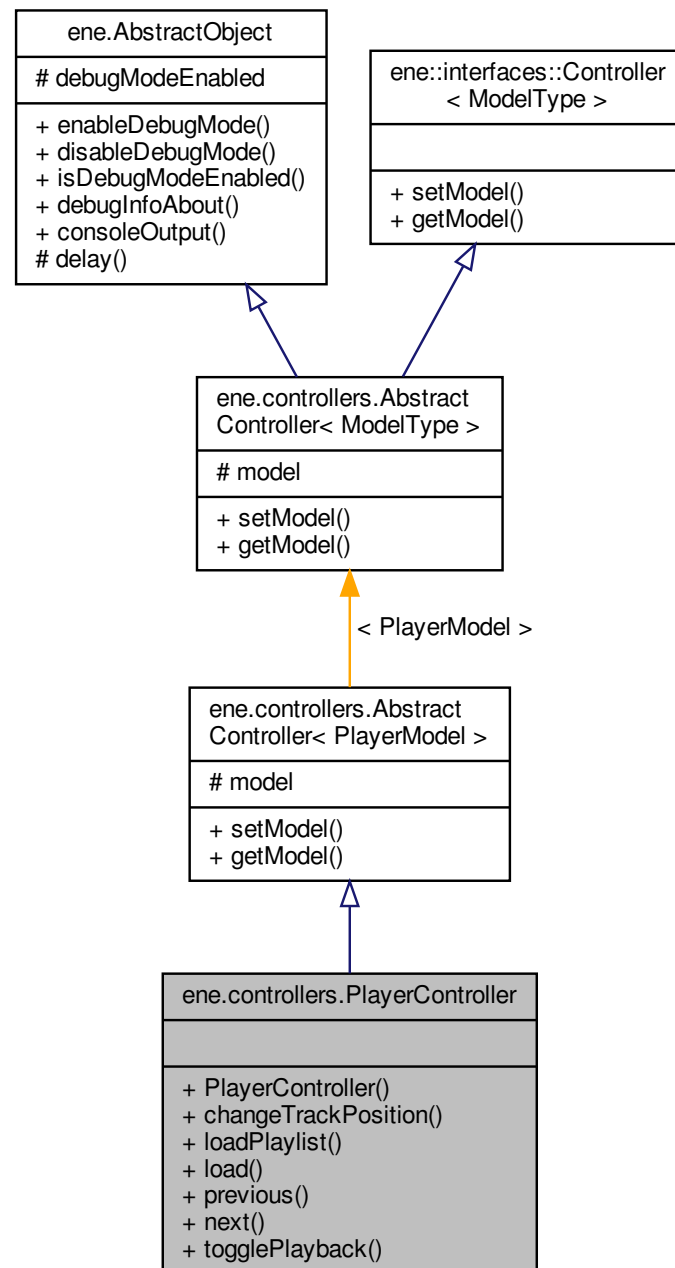 ene.AbstractObject
# debugModeEnabled
+ enableDebugMode()
+ disableDebugMode()
+ isDebugModeEnabled()
+ debugInfoAbout()
+ consoleOutput()
# delay()
ene::interfaces::Controller
< ModelType >
+ setModel()
+ getModel()
ene.controllers.Abstract
Controller< ModelType >
# model
+ setModel()
+ getModel()
< PlayerModel >
ene.controllers.Abstract
Controller< PlayerModel >
# model
+ setModel()
+ getModel()
ene.controllers.PlayerController
+ PlayerController()
+ changeTrackPosition()
+ loadPlaylist()
+ load()
+ previous()
+ next()
+ togglePlayback()